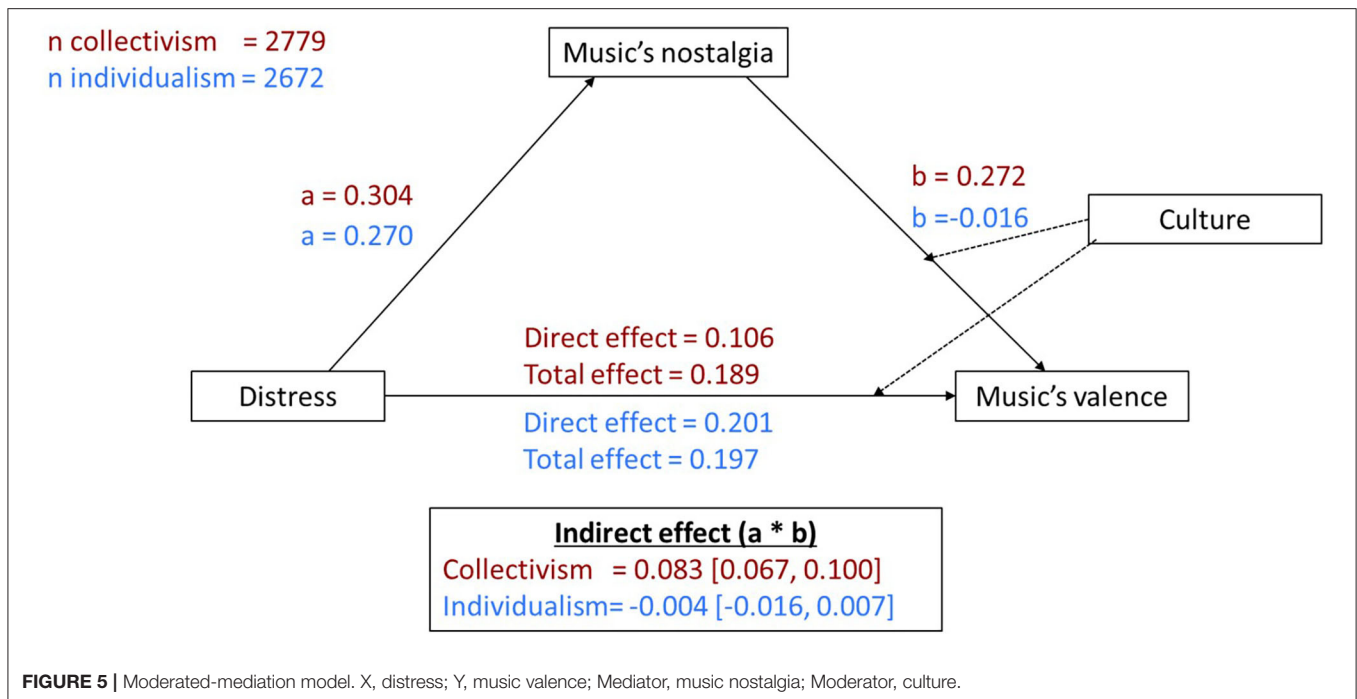 n collectivism = 2779
n individualism = 2672
Music's nostalgia
a = 0.304
a = 0.270
b = 0.272
b =-0.016
Culture
Direct effect = 0.106
Total effect = 0.189
Distress
Music's valence
Direct effect = 0.201
Total effect = 0.197
Indirect effect (a * b)
Collectivism = 0.083 [0.067, 0.100]
Individualism= -0.004 [-0.016, 0.007]
FIGURE 5 | Moderated-mediation model. X, distress; Y, music valence; Mediator, music nostalgia; Moderator, culture.